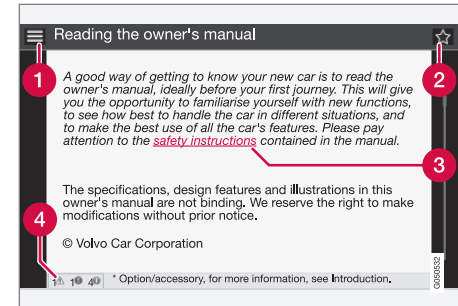 Reading the owner's manual
1
2
A good way of getting to know your new car is to read the
owner's manual, ideally before your first journey. This will give
you the opportunity to familiarise yourself with new functions,
to see how best to handle the car in different situations, and
to make the best use of all the car's features. Please pay
attention to the safety instructions contained in the manual.
3
The specifications, design features and illustrations in this
owner's manual are not binding. We reserve the right to make
modifications without prior notice.
4
© Volvo Car Corporation
1 1 4 * Option/accessory, for more information, see Introduction.
G050532